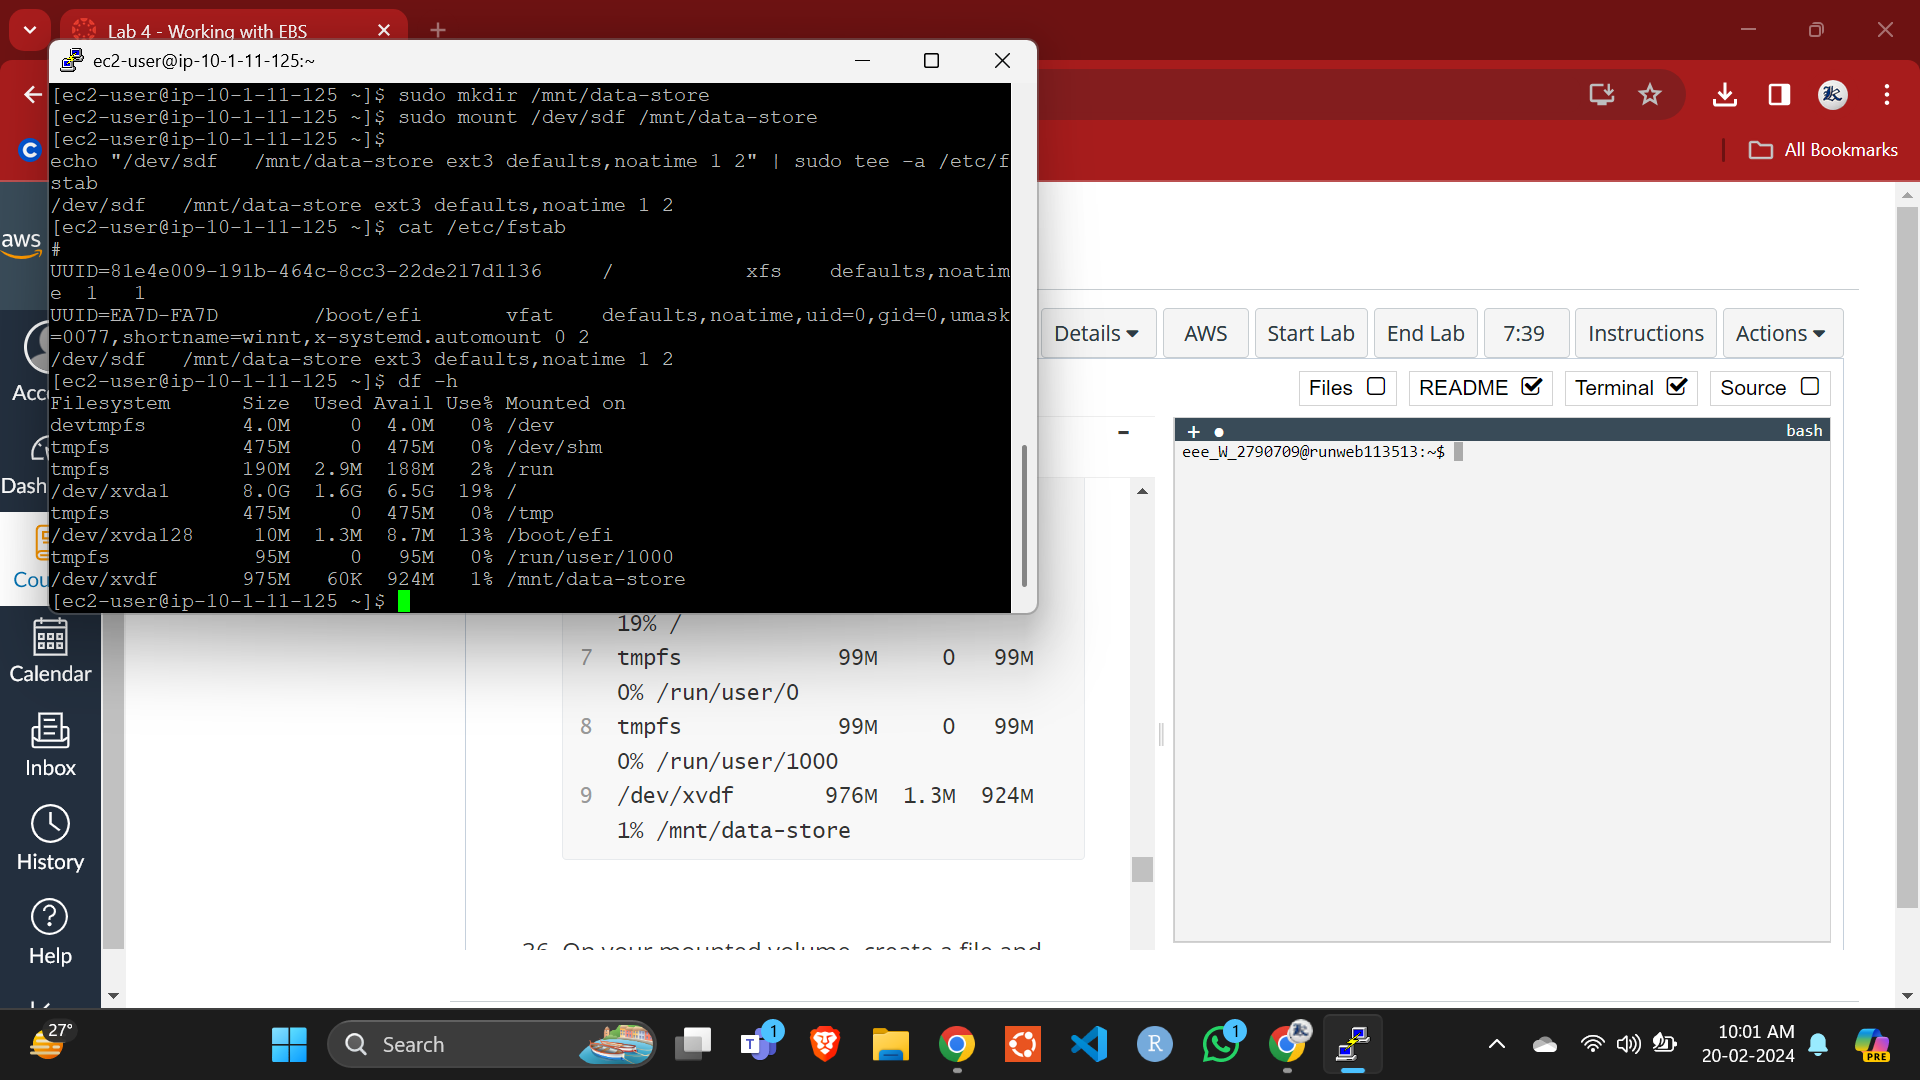 Lab 4 - Working with EBS
ec2-user@ip-10-1-11-125:~
[ec2-user@ip-10-1-11-125 ~]$ sudo mkdir /mnt/data-store
[ec2-user@ip-10-1-11-125 ~]$ sudo mount /dev/sdf /mnt/data-store
[ec2-user@ip-10-1-11-125 ~]$
echo "/dev/sdf   /mnt/data-store ext3 defaults,noatime 1 2" | sudo tee -a /etc/f
stab
/dev/sdf   /mnt/data-store ext3 defaults,noatime 1 2
[ec2-user@ip-10-1-11-125 ~]$ cat /etc/fstab
#
UUID=81e4e009-191b-464c-8cc3-22de217d1136     /           xfs    defaults,noatim
e  1   1
UUID=EA7D-FA7D        /boot/efi       vfat    defaults,noatime,uid=0,gid=0,umask
=0077,shortname=winnt,x-systemd.automount 0 2
/dev/sdf   /mnt/data-store ext3 defaults,noatime 1 2
[ec2-user@ip-10-1-11-125 ~]$ df -h
Filesystem      Size  Used Avail Use% Mounted on
devtmpfs        4.0M     0  4.0M   0% /dev
tmpfs           475M     0  475M   0% /dev/shm
tmpfs           190M  2.9M  188M   2% /run
/dev/xvda1      8.0G  1.6G  6.5G  19% /
tmpfs           475M     0  475M   0% /tmp
/dev/xvda128     10M  1.3M  8.7M  13% /boot/efi
tmpfs            95M     0   95M   0% /run/user/1000
/dev/xvdf       975M   60K  924M   1% /mnt/data-store
[ec2-user@ip-10-1-11-125 ~]$
All Bookmarks
aws
Acc
Dash
Cou
Calendar
Inbox
History
Help
Details
AWS
Start Lab
End Lab
7:39
Instructions
Actions
Files
README
Terminal
Source
bash
eee_W_2790709@runweb113513:~$
19% /
7 tmpfs 99M 0 99M
0% /run/user/0
8 tmpfs 99M 0 99M
0% /run/user/1000
9 /dev/xvdf 976M 1.3M 924M
1% /mnt/data-store
36. On your mounted volume, create a file and
27°
Search
1
T
R
1
10:01 AM
20-02-2024
PRE